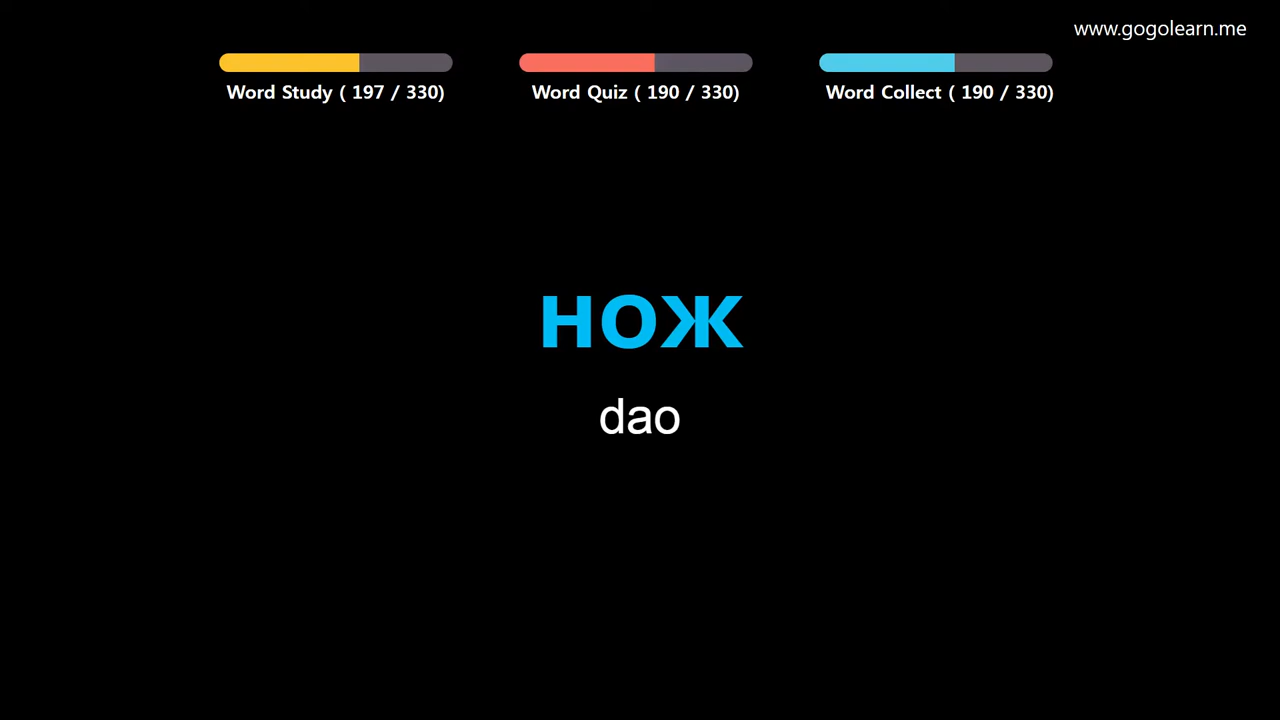 www.gogolearn.me
Word Study ( 197 / 330)
Word Quiz ( 190 / 330)
Word Collect ( 190 / 330)
нож
dao